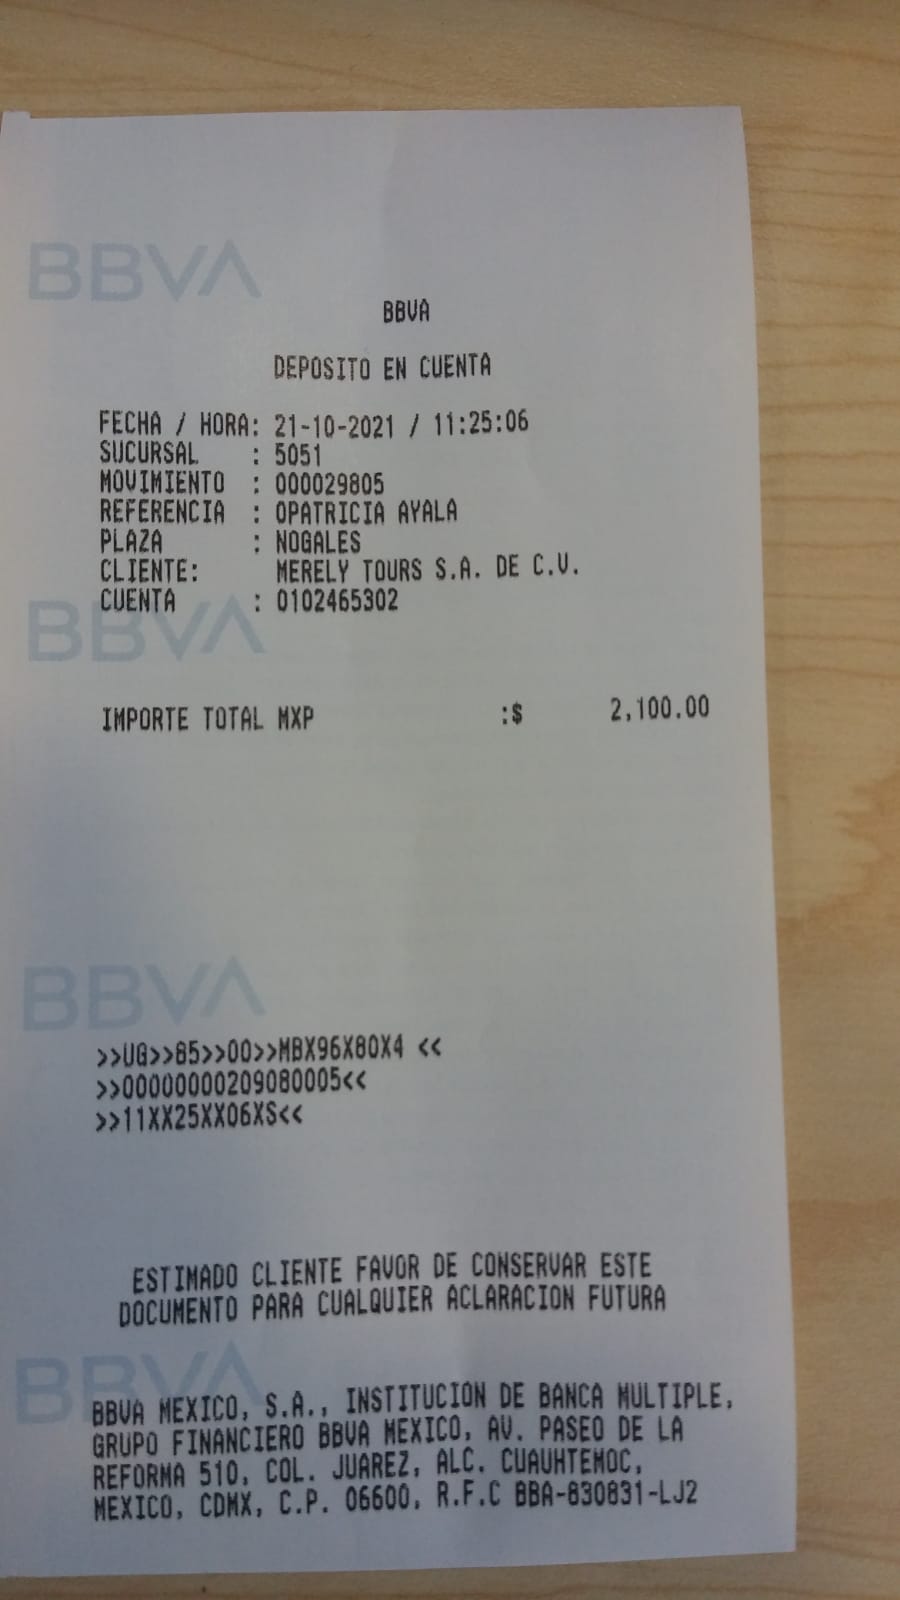 BBVA
BBVA
DEPOSITO EN CUENTA
FECHA / HORA: 21-10-2021 / 11:25:06
SUCURSAL : 5051
MOVIMIENTO : 000029805
REFERENCIA : OPATRICIA AYALA
PLAZA : NOGALES
CLIENTE: MERELY TOURS S.A. DE C.V.
CUENTA : 0102465302
BBVA
IMPORTE TOTAL MXP :$ 2,100.00
BBVA
>>UG>>85>>00>>MBX96X80X4 <<
>>00000000209080005<<
>>11XX25XX06XS<<
ESTIMADO CLIENTE FAVOR DE CONSERVAR ESTE
DOCUMENTO PARA CUALQUIER ACLARACION FUTURA
BBVA
BBVA MEXICO, S.A., INSTITUCION DE BANCA MULTIPLE,
GRUPO FINANCIERO BBVA MEXICO, AV. PASEO DE LA
REFORMA 510, COL. JUAREZ, ALC. CUAUHTEMOC,
MEXICO, CDMX, C.P. 06600, R.F.C BBA-830831-LJ2